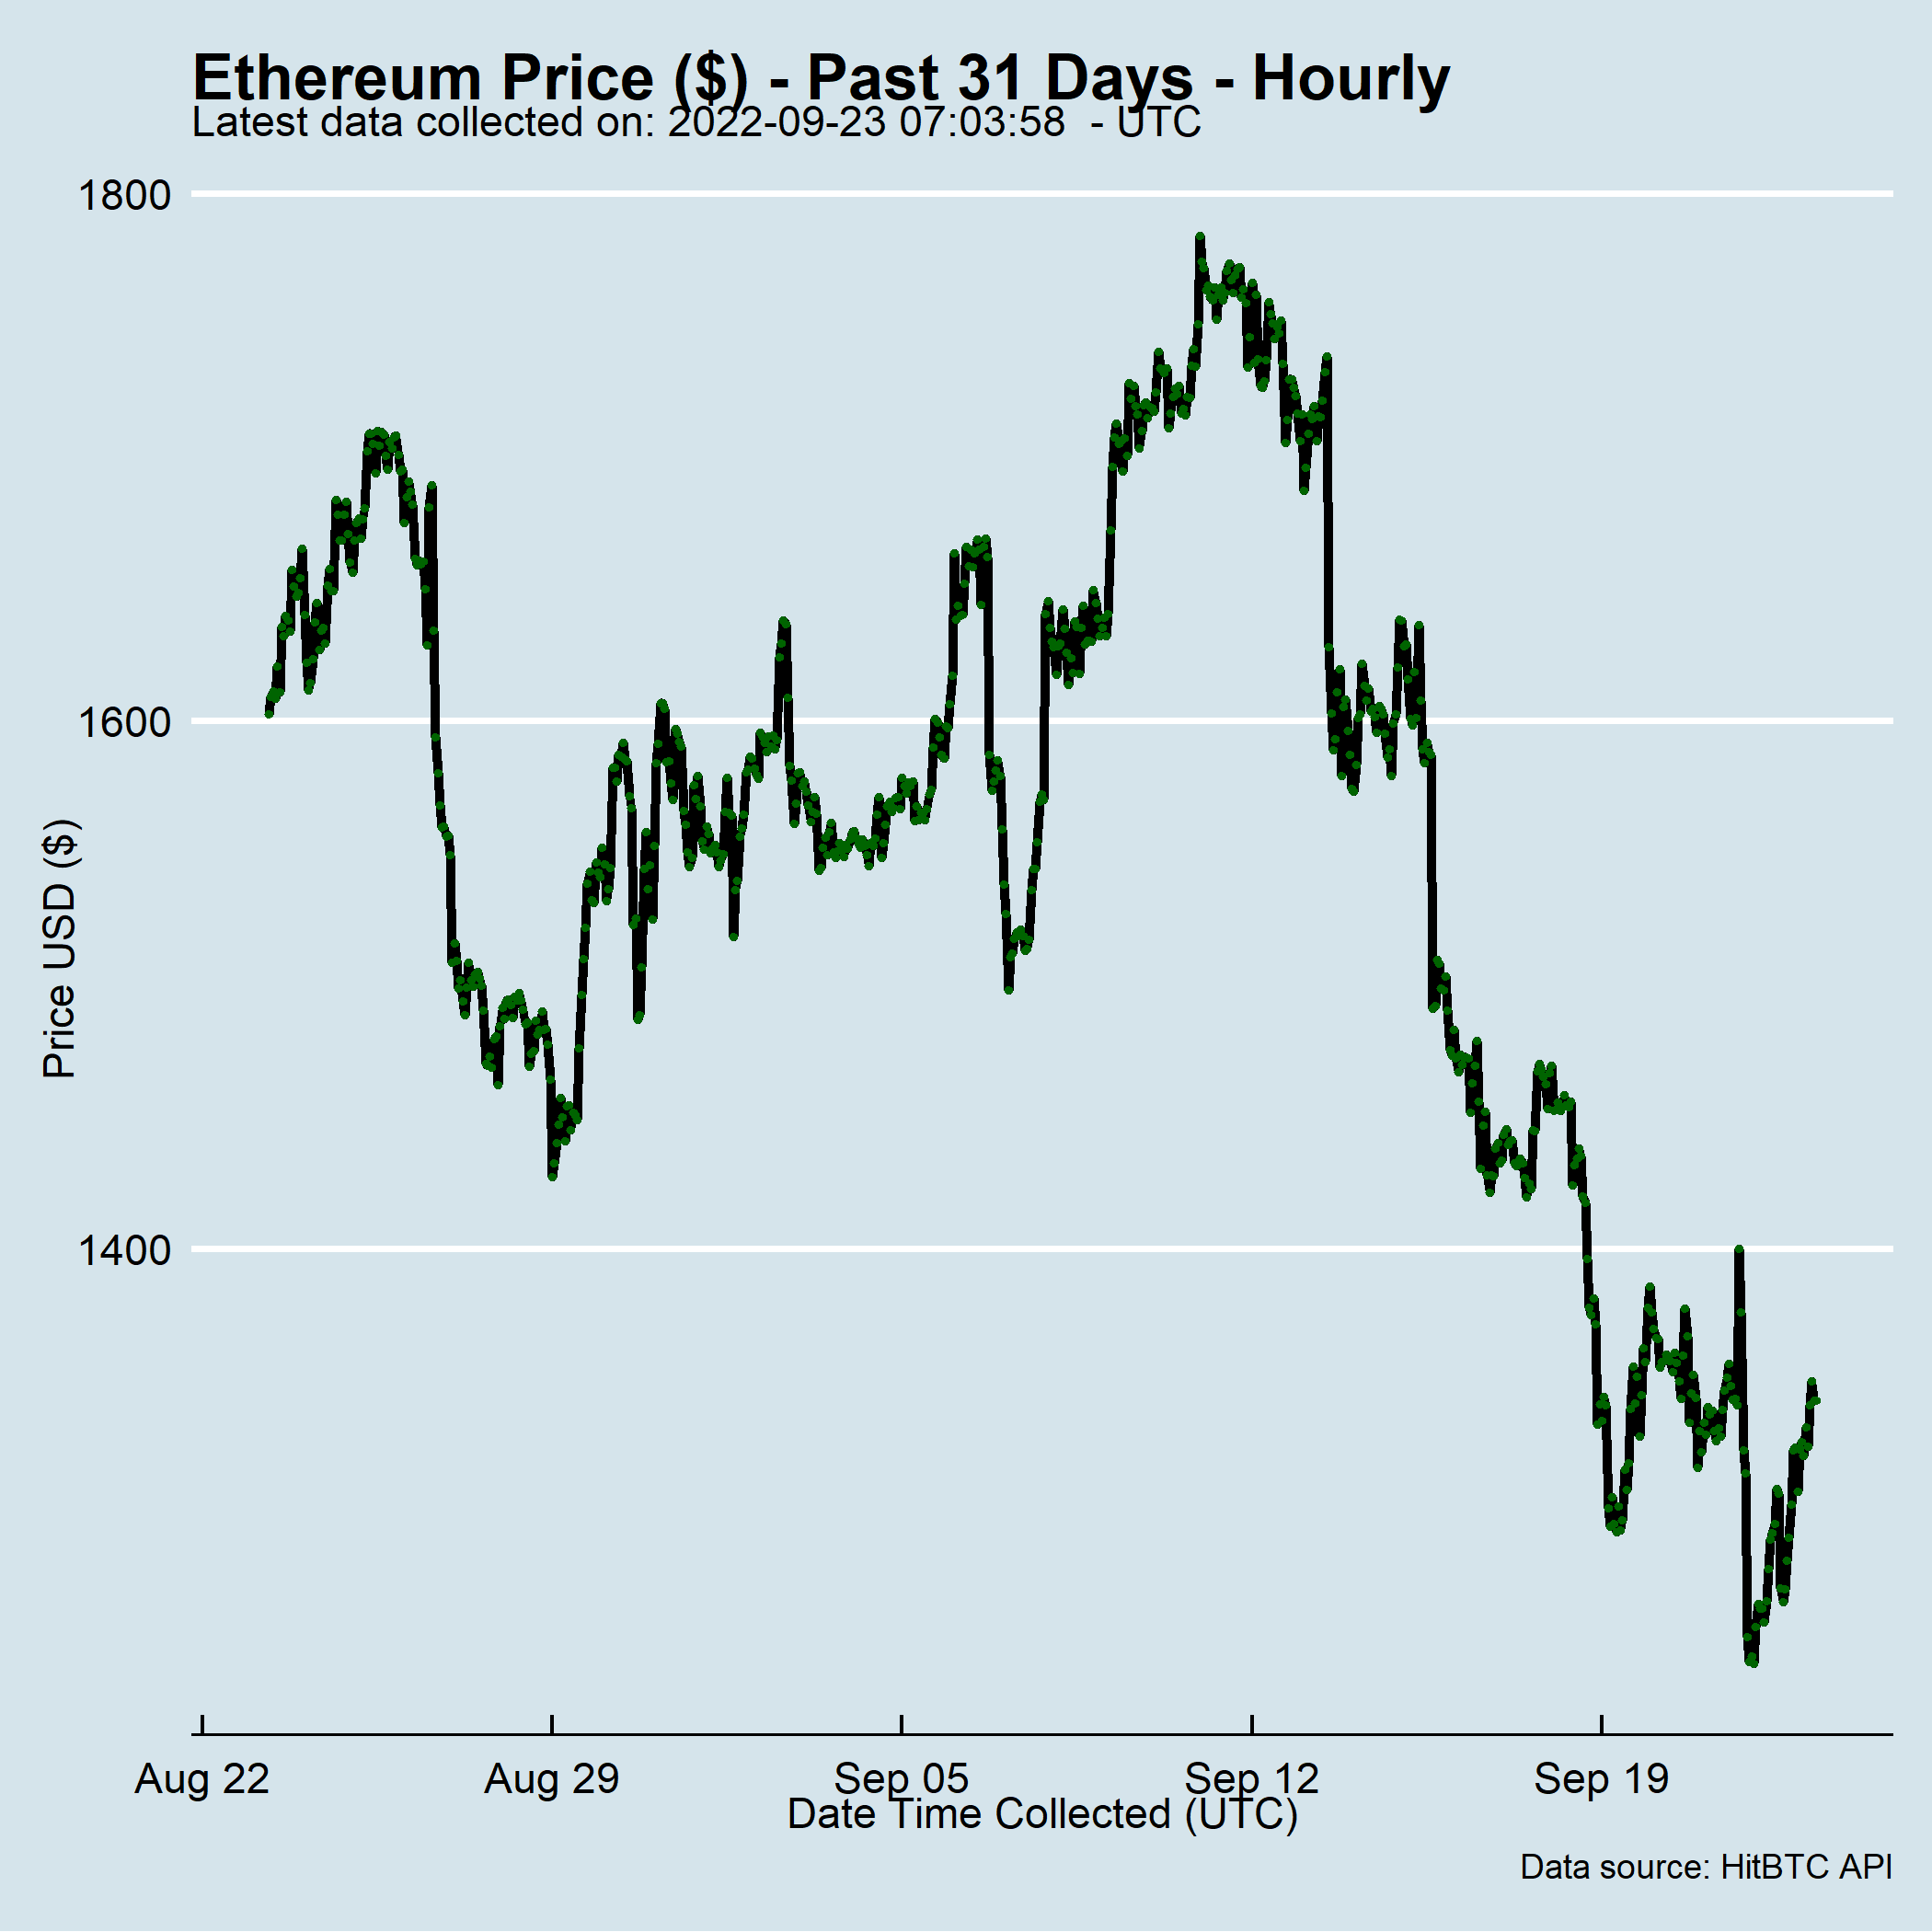 Ethereum Price ($) - Past 31 Days - Hourly
Latest data collected on: 2022-09-23 07:03:58  - UTC
1800
1600
1400
Price USD ($)
Aug 22
Aug 29
Sep 05
Sep 12
Sep 19
Date Time Collected (UTC)
Data source: HitBTC API